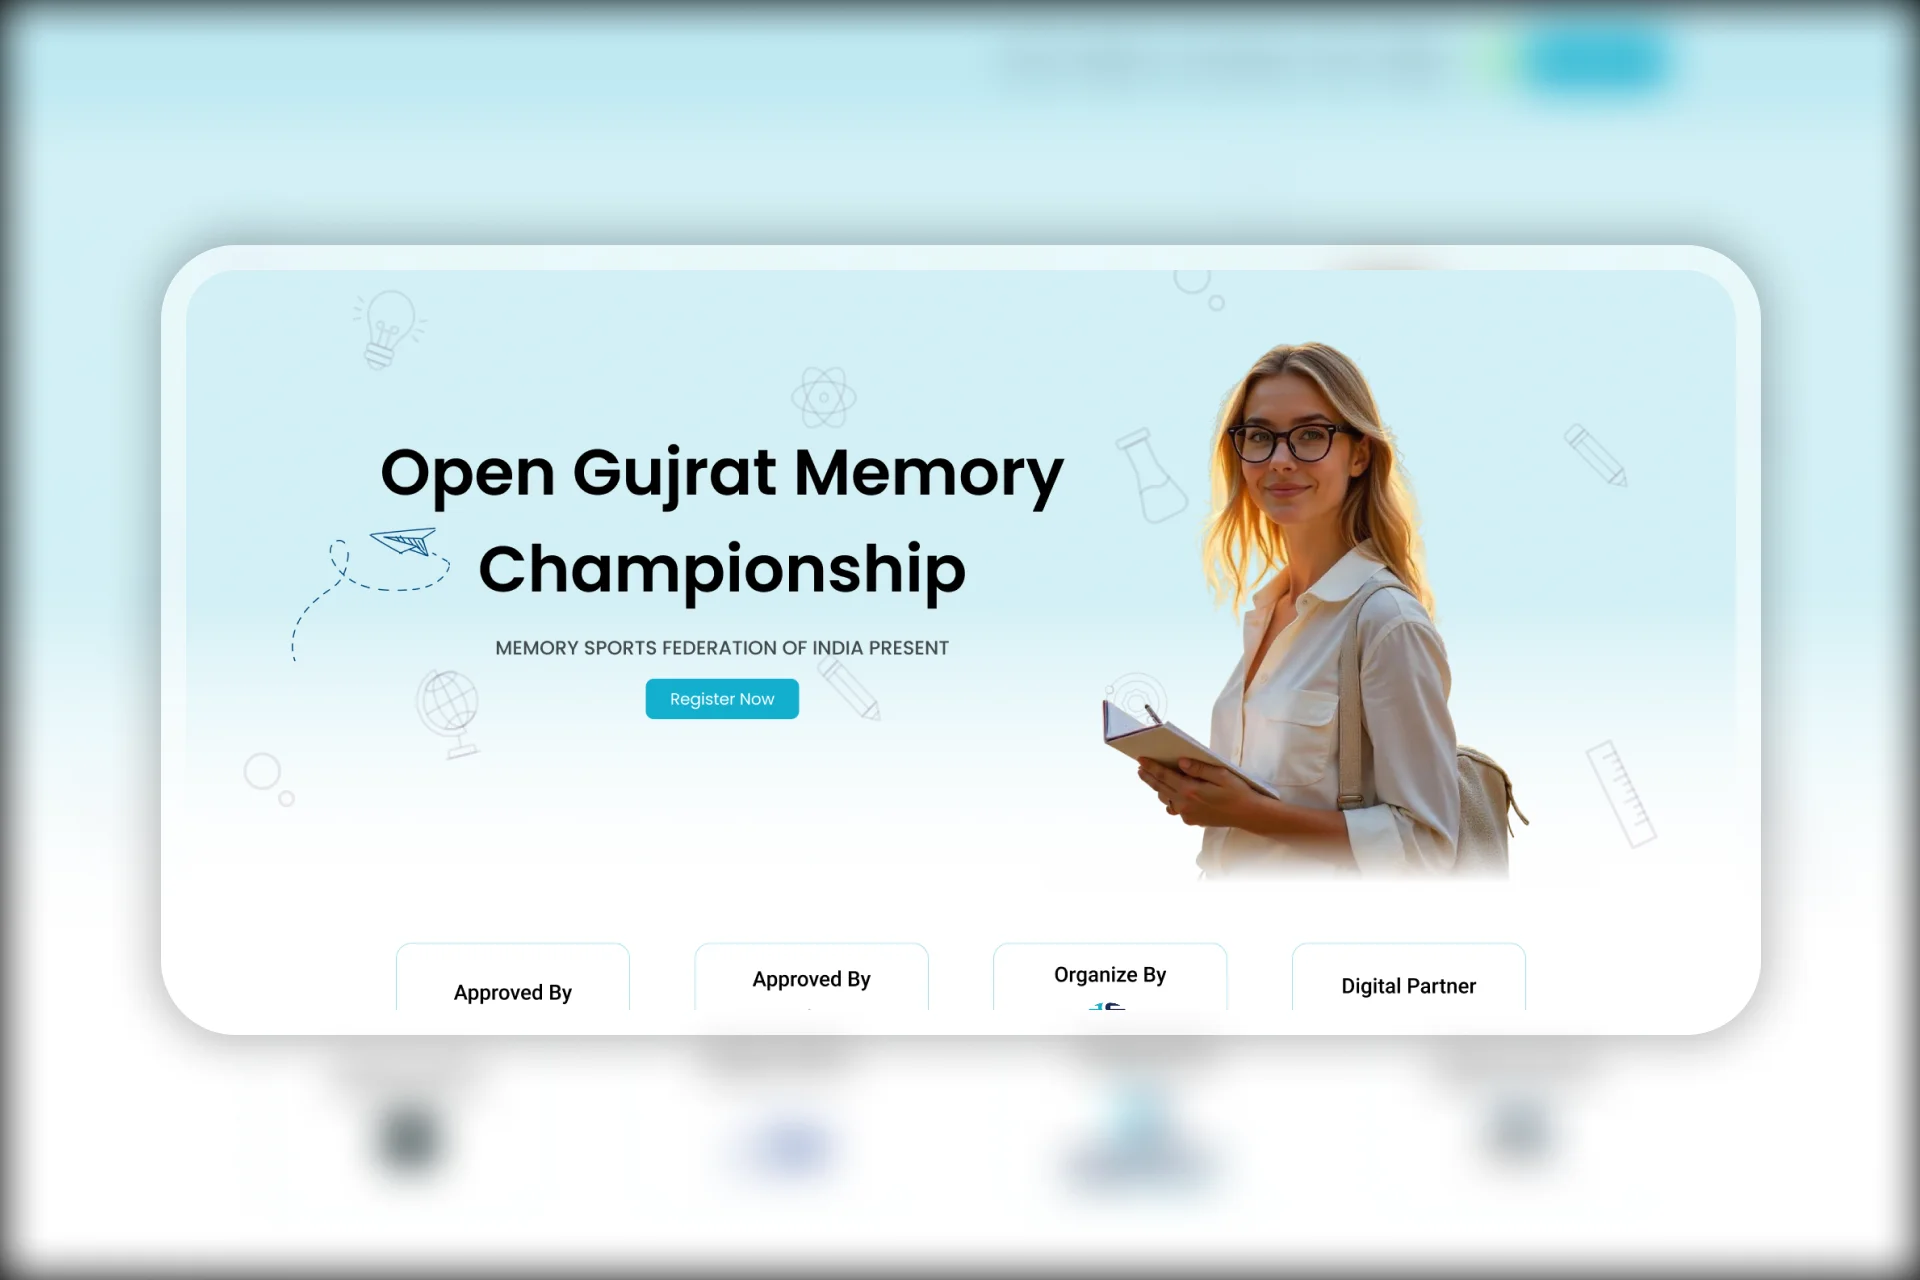 Open Gujrat Memory
Championship
MEMORY SPORTS FEDERATION OF INDIA PRESENT
Register Now
Approved By
Approved By
Organize By
Digital Partner